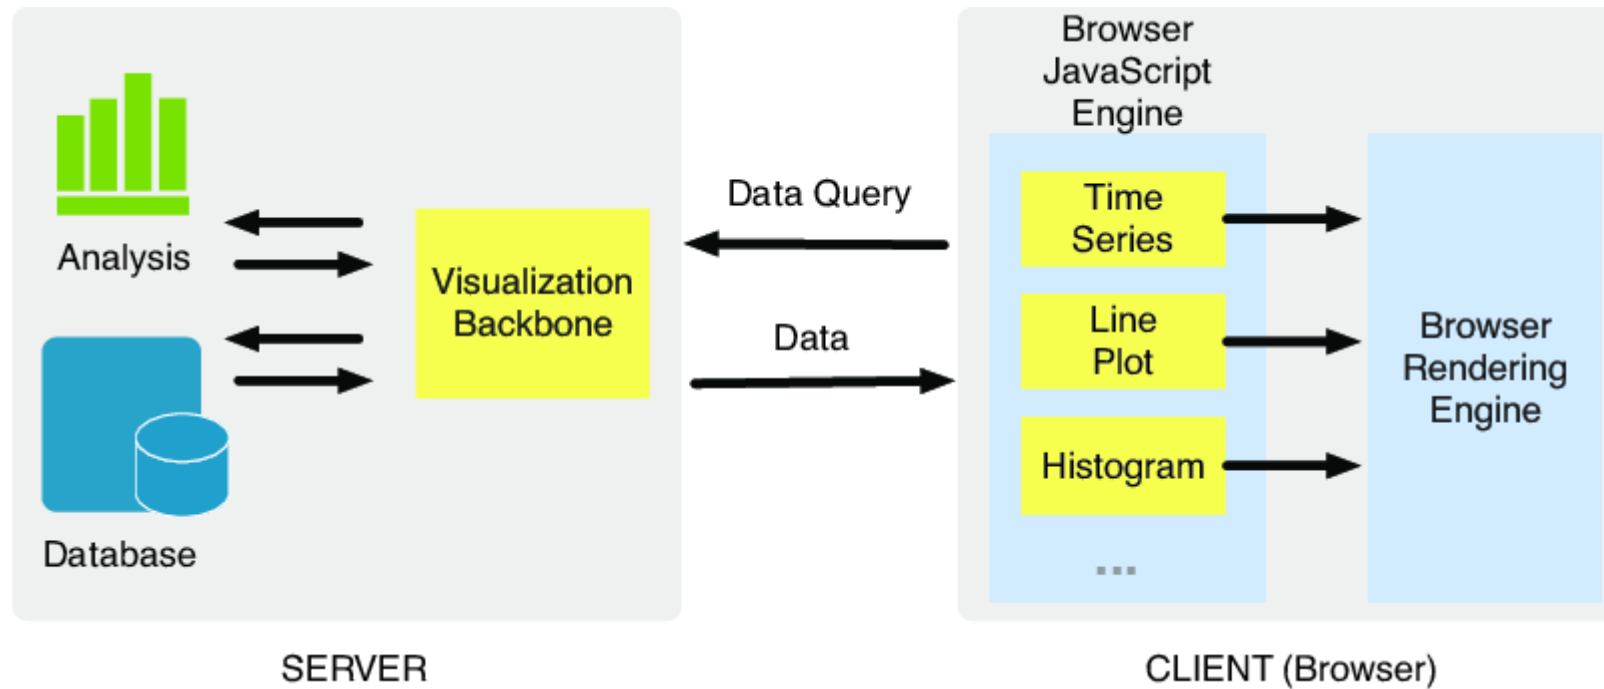 Analysis
Database
Visualization
Backbone
SERVER
Data Query
Data
Browser
JavaScript
Engine
Time
Series
Line
Plot
Histogram
...
Browser
Rendering
Engine
CLIENT (Browser)